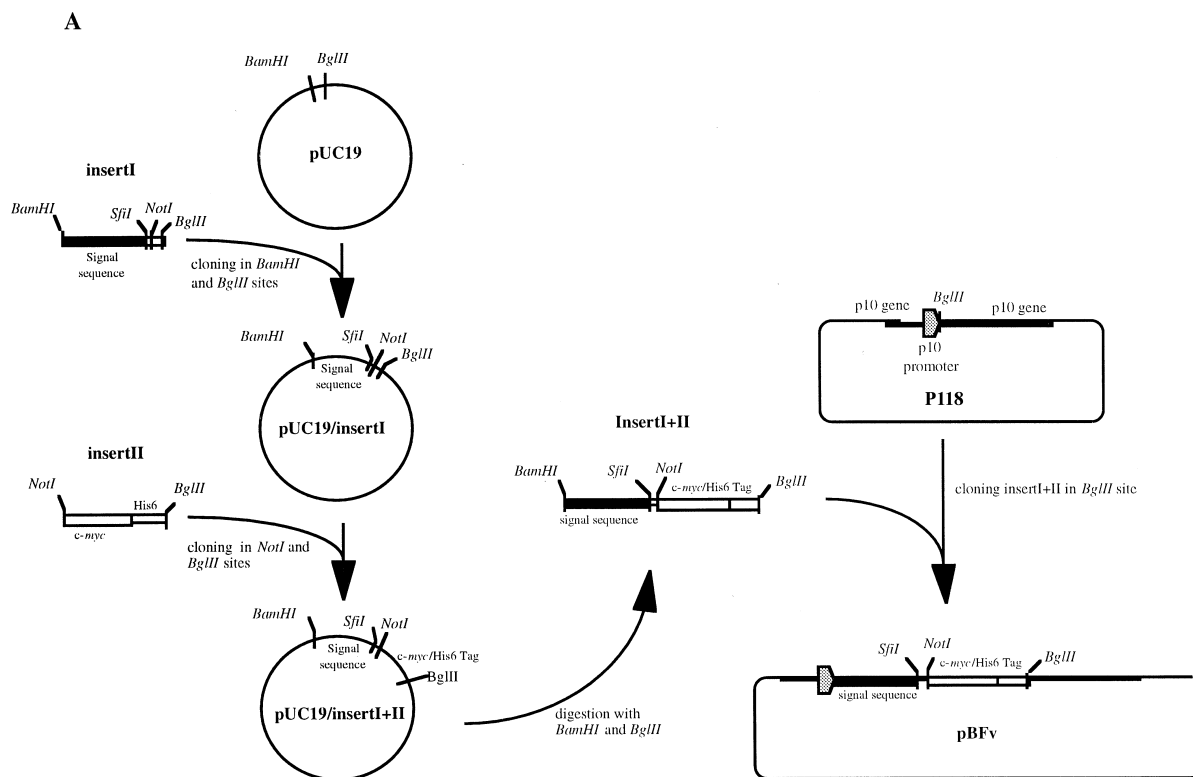 A
BamHI
BglII
pUC19
insertI
BamHI
SfiI
NotI
BglII
Signal
sequence
cloning in BamHI
and BglII sites
BamHI
SfiI
NotI
BglII
Signal
sequence
pUC19/insertI
insertII
NotI
His6
BglII
c-myc
cloning in NotI and
BglII sites
BamHI
SfiI
NotI
Signal
sequence
c-myc/His6 Tag
BglII
pUC19/insertI+II
digestion with
BamHI and BglII
InsertI+II
BamHI
SfiI
NotI
c-myc/His6 Tag
BglII
signal sequence
p10 gene
BglII
p10 gene
p10
promoter
P118
cloning insertI+II in BglII site
SfiI
NotI
c-myc/His6 Tag
BglII
signal sequence
pBFv